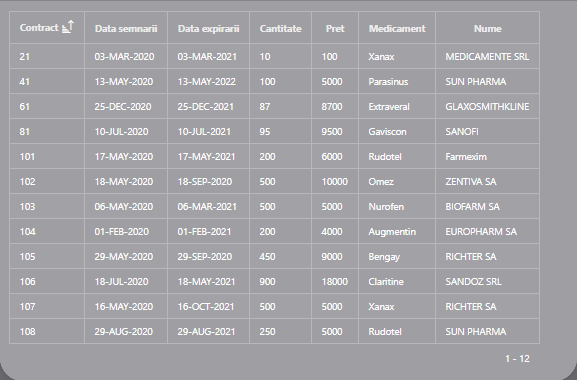 Contract Data semnarii Data expirarii Cantitate Pret Medicament Nume
21 03-MAR-2020 03-MAR-2021 10 100 Xanax MEDICAMENTE SRL
41 13-MAY-2020 13-MAY-2022 100 5000 Parasinus SUN PHARMA
61 25-DEC-2020 25-DEC-2021 87 8700 Extraveral GLAXOSMITHKLINE
81 10-JUL-2020 10-JUL-2021 95 9500 Gaviscon SANOFI
101 17-MAY-2020 17-MAY-2021 200 6000 Rudotel Farmexim
102 18-MAY-2020 18-SEP-2020 500 10000 Omez ZENTIVA SA
103 06-MAY-2020 06-MAR-2021 500 5000 Nurofen BIOFARM SA
104 01-FEB-2020 01-FEB-2021 200 4000 Augmentin EUROPHARM SA
105 29-MAY-2020 29-SEP-2020 450 9000 Bengay RICHTER SA
106 18-JUL-2020 18-MAY-2021 900 18000 Claritine SANDOZ SRL
107 16-MAY-2020 16-OCT-2021 500 5000 Xanax RICHTER SA
108 29-AUG-2020 29-AUG-2021 250 5000 Rudotel SUN PHARMA
1 - 12